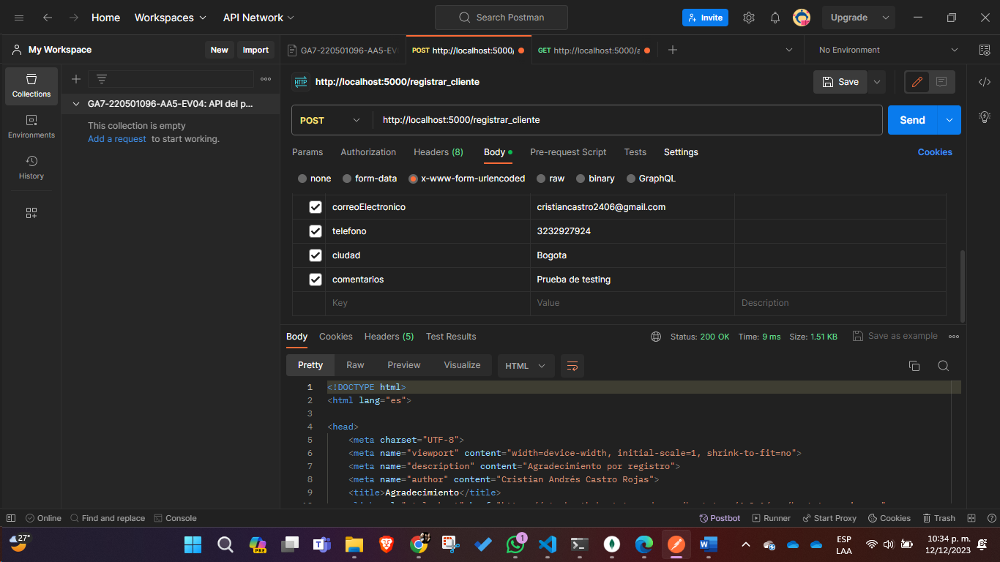 Home
Workspaces
API Network
Search Postman
Invite
Upgrade
My Workspace
New
Import
GA7-220501096-AA5-EV
POST http://localhost:5000/
GET http://localhost:5000/a
No Environment
Collections
Environments
History
GA7-220501096-AA5-EV04: API del p...
This collection is empty
Add a request to start working.
HTTP
http://localhost:5000/registrar_cliente
Save
POST
http://localhost:5000/registrar_cliente
Send
Params
Authorization
Headers (8)
Body
Pre-request Script
Tests
Settings
Cookies
none
form-data
x-www-form-urlencoded
raw
binary
GraphQL
correoElectronico
cristiancastro2406@gmail.com
telefono
3232927924
ciudad
Bogota
comentarios
Prueba de testing
Key
Value
Description
Body
Cookies
Headers (5)
Test Results
Status: 200 OK
Time: 9 ms
Size: 1.51 KB
Save as example
Pretty
Raw
Preview
Visualize
HTML
1 <!DOCTYPE html>
2 <html lang="es">
3
4 <head>
5 <meta charset="UTF-8">
6 <meta name="viewport" content="width=device-width, initial-scale=1, shrink-to-fit=no">
7 <meta name="description" content="Agradecimiento por registro">
8 <meta name="author" content="Cristian Andrés Castro Rojas">
9 <title>Agradecimiento</title>
Online
Find and replace
Console
Postbot
Runner
Start Proxy
Cookies
Trash
27°
PRE
1
ESP
LAA
10:34 p. m.
12/12/2023